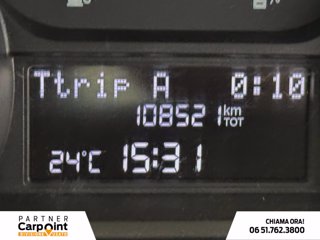 Ttrip A 0:10
108521 km TOT
24°C 15:31
PARTNER
Carpoint
CHIAMA ORA!
06 51.762.3800